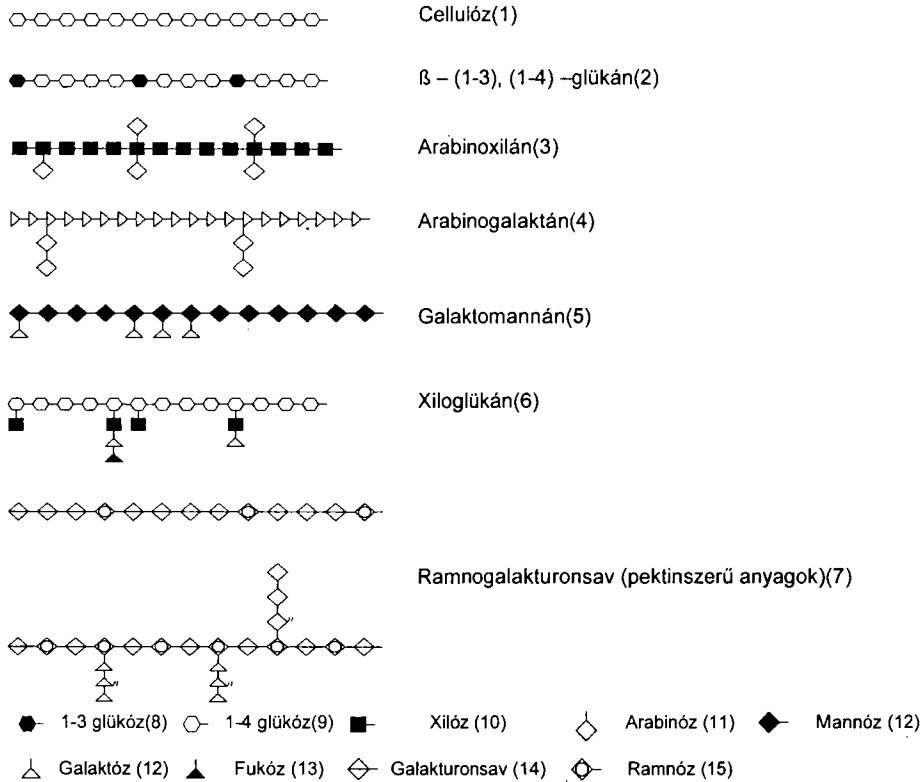 Cellulóz(1)
ß – (1-3), (1-4) –glükán(2)
Arabinoxilán(3)
Arabinogalaktán(4)
Galaktomannán(5)
Xiloglükán(6)
Ramnogalakturonsav (pektinszerű anyagok)(7)
1-3 glükóz(8) 1-4 glükóz(9) Xilóz (10) Arabinóz (11) Mannóz (12)
Galaktóz (12) Fukóz (13) Galakturonsav (14) Ramnóz (15)